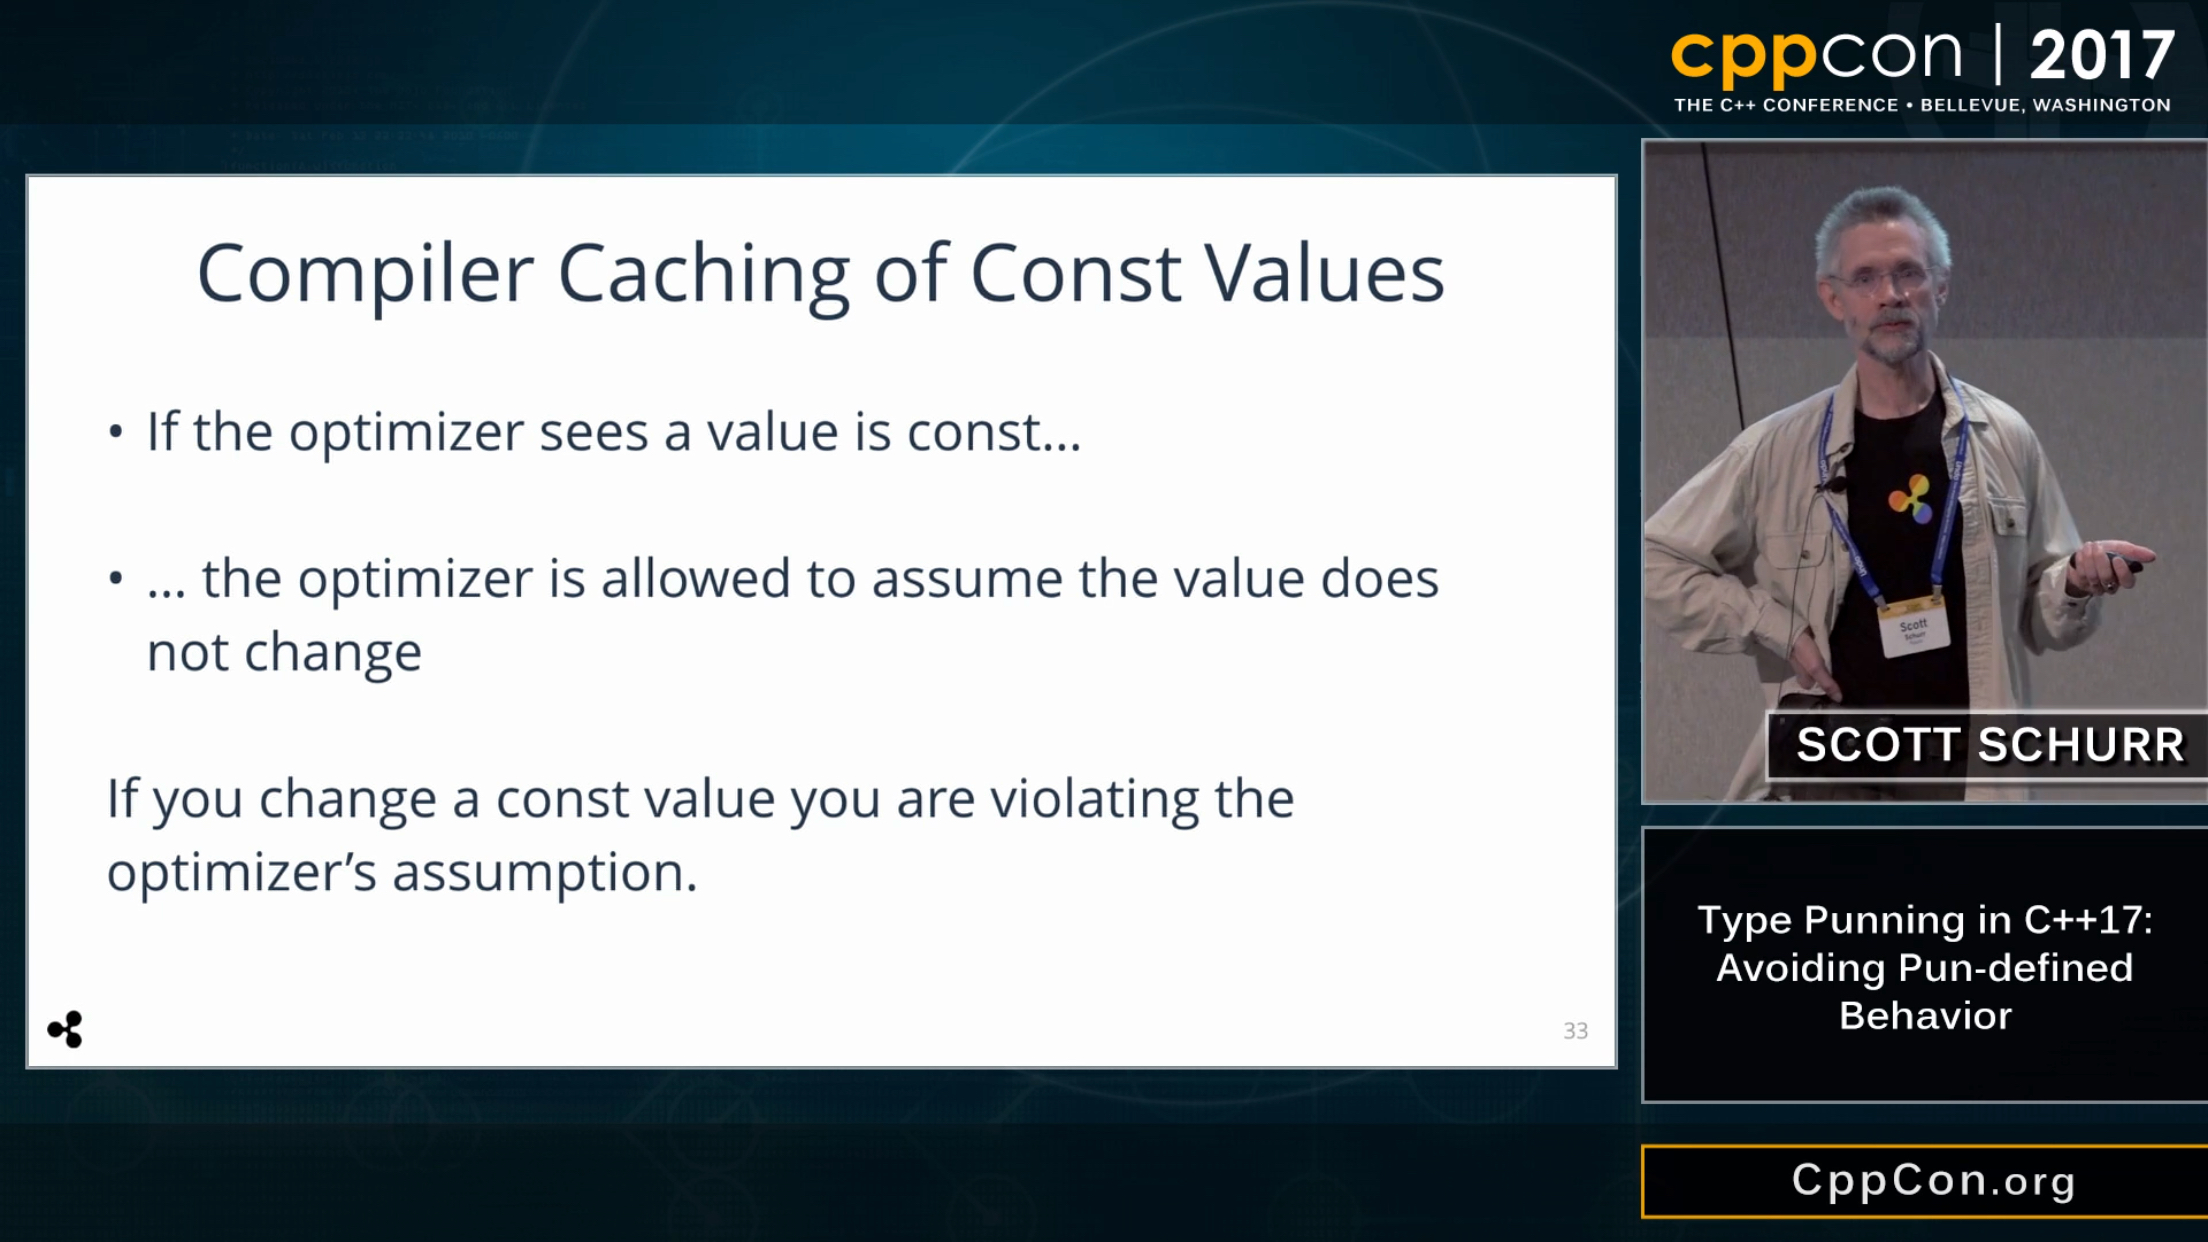 cppcon | 2017
THE C++ CONFERENCE • BELLEVUE, WASHINGTON
Compiler Caching of Const Values
• If the optimizer sees a value is const...
• ... the optimizer is allowed to assume the value does
not change
If you change a const value you are violating the
optimizer’s assumption.
33
Scott
Schurr
SCOTT SCHURR
Type Punning in C++17:
Avoiding Pun-defined
Behavior
CppCon.org